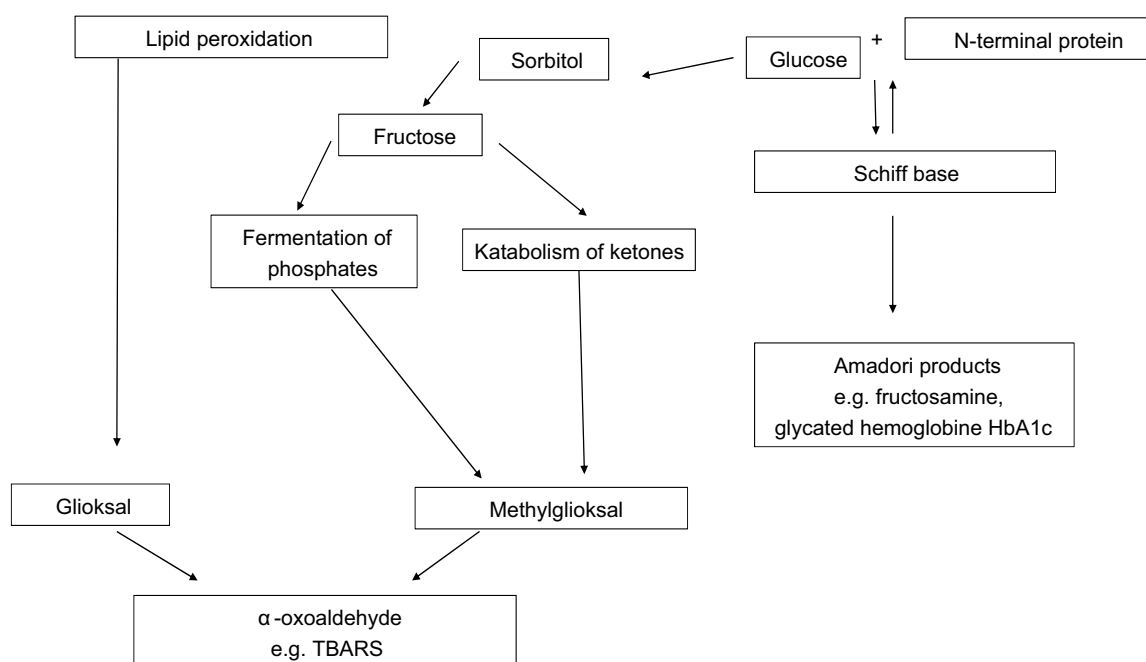 Lipid peroxidation
Sorbitol
Glucose
+
N-terminal protein
Fructose
Schiff base
Fermentation of
phosphates
Katabolism of ketones
Amadori products
e.g. fructosamine,
glycated hemoglobine HbA1c
Glioksal
Methylglioksal
α-oxoaldehyde
e.g. TBARS